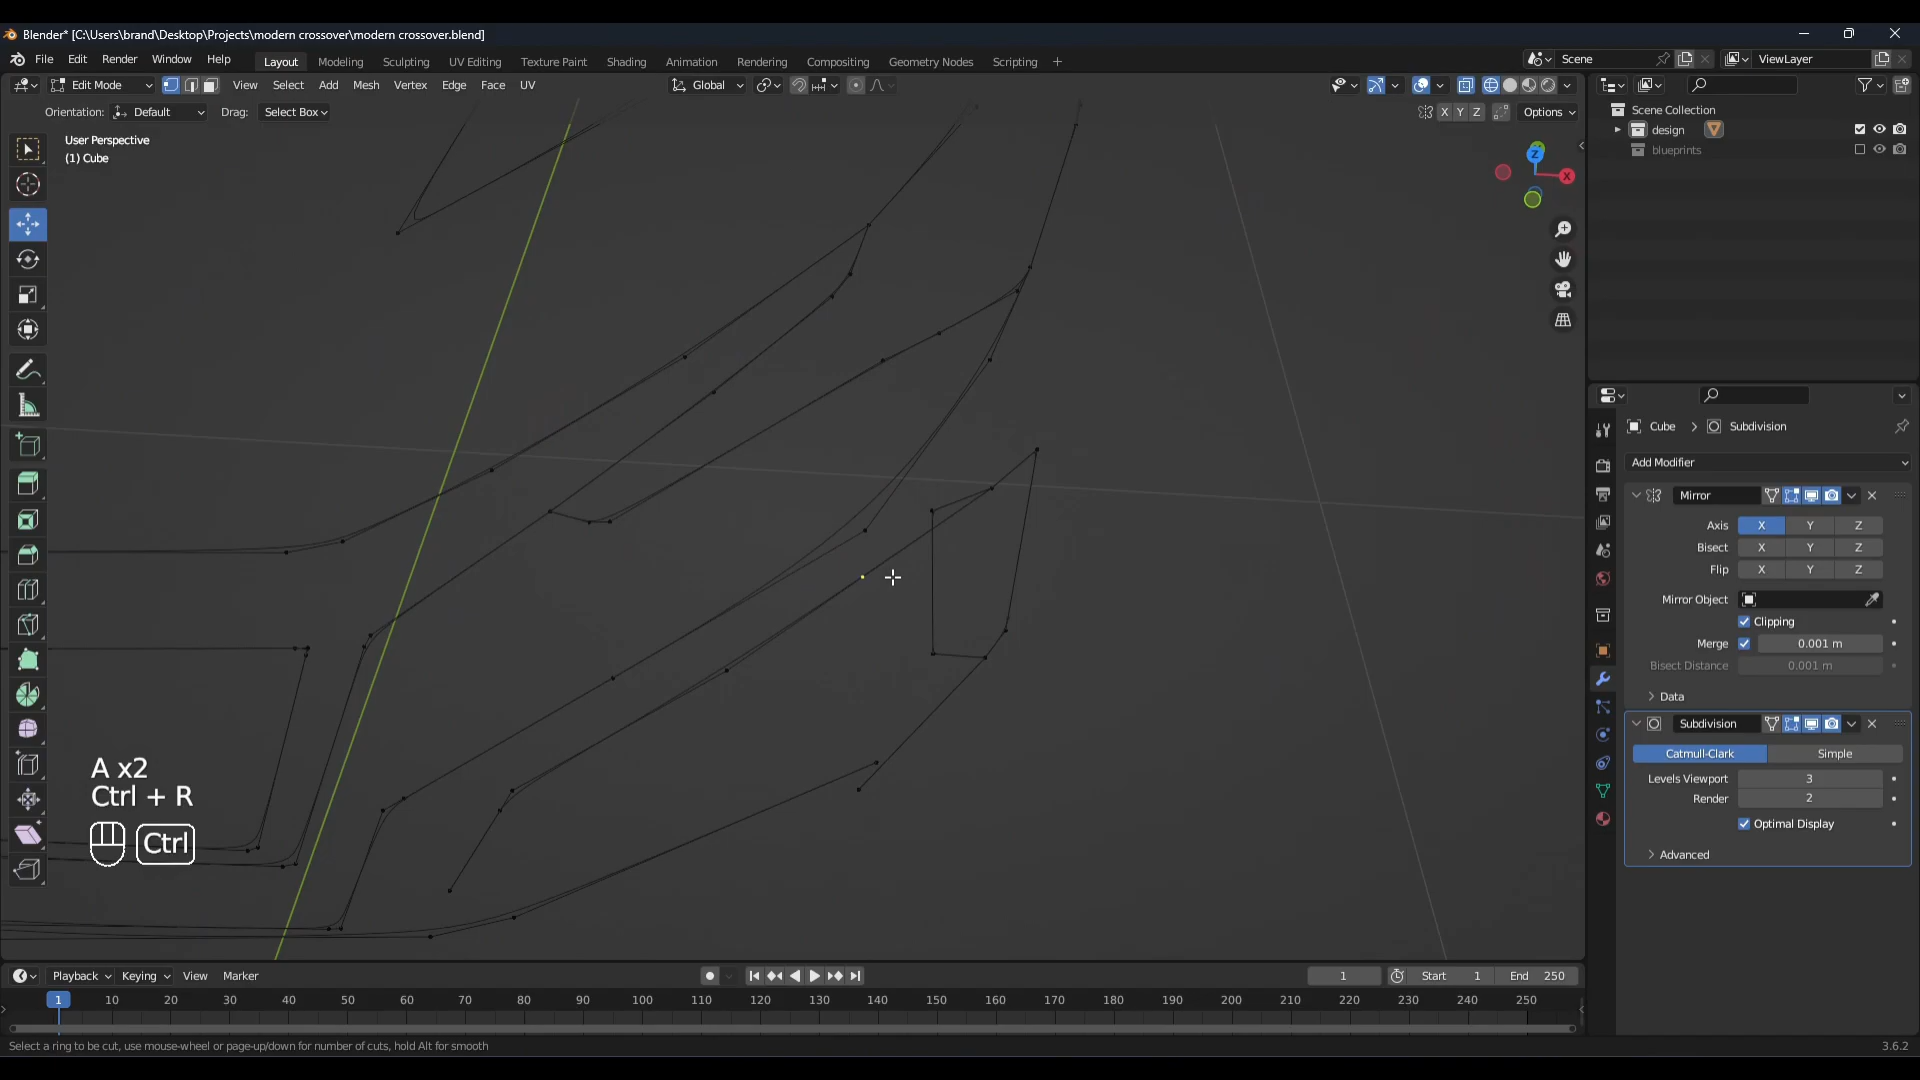 Blender* [C:\Users\brand\Desktop\Projects\modern crossover\modern crossover.blend]
File Edit Render Window Help Layout Modeling Sculpting UV Editing Texture Paint Shading Animation Rendering Compositing Geometry Nodes Scripting + Scene ViewLayer
Edit Mode View Select Add Mesh Vertex Edge Face UV Global
Orientation: Default Drag: Select Box X Y Z Options
User Perspective
(1) Cube
Z
X
Scene Collection
design
blueprints
Cube > Subdivision
Add Modifier
Mirror
Axis X Y Z
Bisect X Y Z
Flip X Y Z
Mirror Object
Clipping
Merge 0.001 m
Bisect Distance 0.001 m
Data
Subdivision
Catmull-Clark Simple
Levels Viewport 3
Render 2
Optimal Display
Advanced
A x2
Ctrl + R
Ctrl
Playback Keying View Marker 1 Start 1 End 250
1 10 20 30 40 50 60 70 80 90 100 110 120 130 140 150 160 170 180 190 200 210 220 230 240 250
Select a ring to be cut, use mouse-wheel or page-up/down for number of cuts, hold Alt for smooth
3.6.2